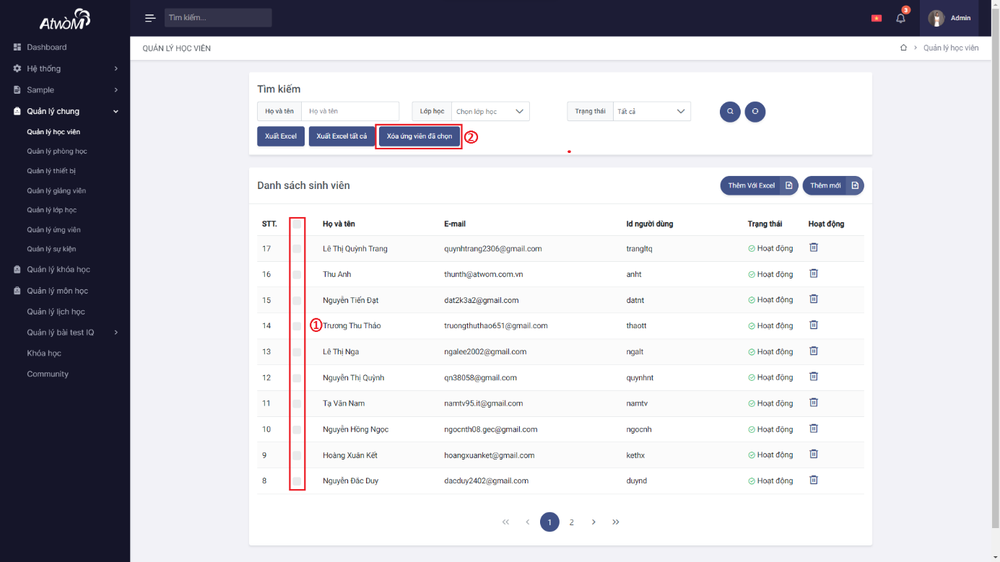 AtwoM
Tìm kiếm...
3
Admin
Dashboard
Hệ thống
Sample
Quản lý chung
Quản lý học viên
Quản lý phòng học
Quản lý thiết bị
Quản lý giảng viên
Quản lý lớp học
Quản lý ứng viên
Quản lý sự kiện
Quản lý khóa học
Quản lý môn học
Quản lý lịch học
Quản lý bài test IQ
Khóa học
Community
QUẢN LÝ HỌC VIÊN
Quản lý học viên
Tìm kiếm
Họ và tên Họ và tên Lớp học Chọn lớp học Trạng thái Tất cả
Xuất Excel Xuất Excel tất cả Xóa ứng viên đã chọn ②
Danh sách sinh viên Thêm Với Excel Thêm mới
STT. Họ và tên E-mail Id người dùng Trạng thái Hoạt động
17 Lê Thị Quỳnh Trang quynhtrang2306@gmail.com trangltq Hoạt động
16 Thu Anh thunth@atwom.com.vn anht Hoạt động
15 Nguyễn Tiến Đạt dat2k3a2@gmail.com datnt Hoạt động
14 ① Trương Thu Thảo truongthuthao651@gmail.com thaott Hoạt động
13 Lê Thị Nga ngalee2002@gmail.com ngalt Hoạt động
12 Nguyễn Thị Quỳnh qn38058@gmail.com quynhnt Hoạt động
11 Tạ Văn Nam namtv95.it@gmail.com namtv Hoạt động
10 Nguyễn Hồng Ngọc ngocnth08.gec@gmail.com ngocnh Hoạt động
9 Hoàng Xuân Kết hoangxuanket@gmail.com kethx Hoạt động
8 Nguyễn Đắc Duy dacduy2402@gmail.com duynd Hoạt động
1 2